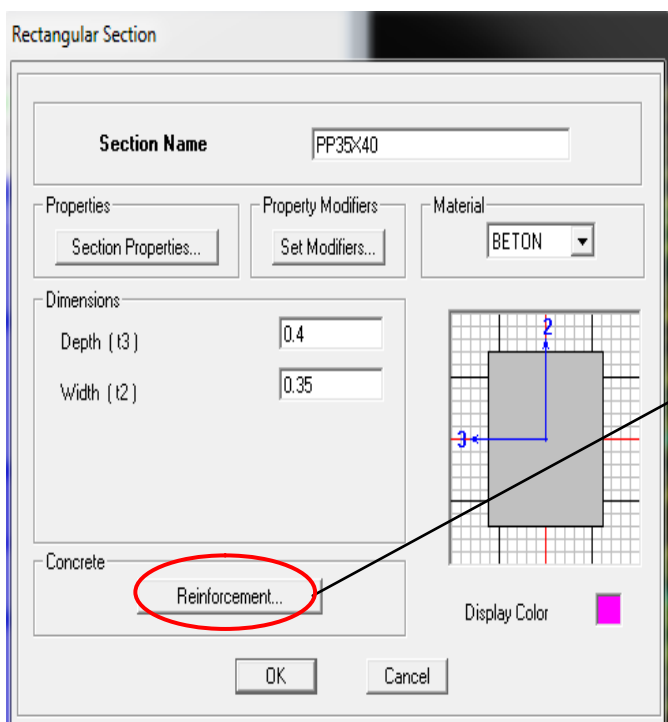 Rectangular Section
Section Name PP35X40
Properties Property Modifiers Material
Section Properties... Set Modifiers... BETON
Dimensions
Depth ( t3 ) 0.4
Width ( t2 ) 0.35
2
3
Concrete
Reinforcement...
Display Color
OK Cancel